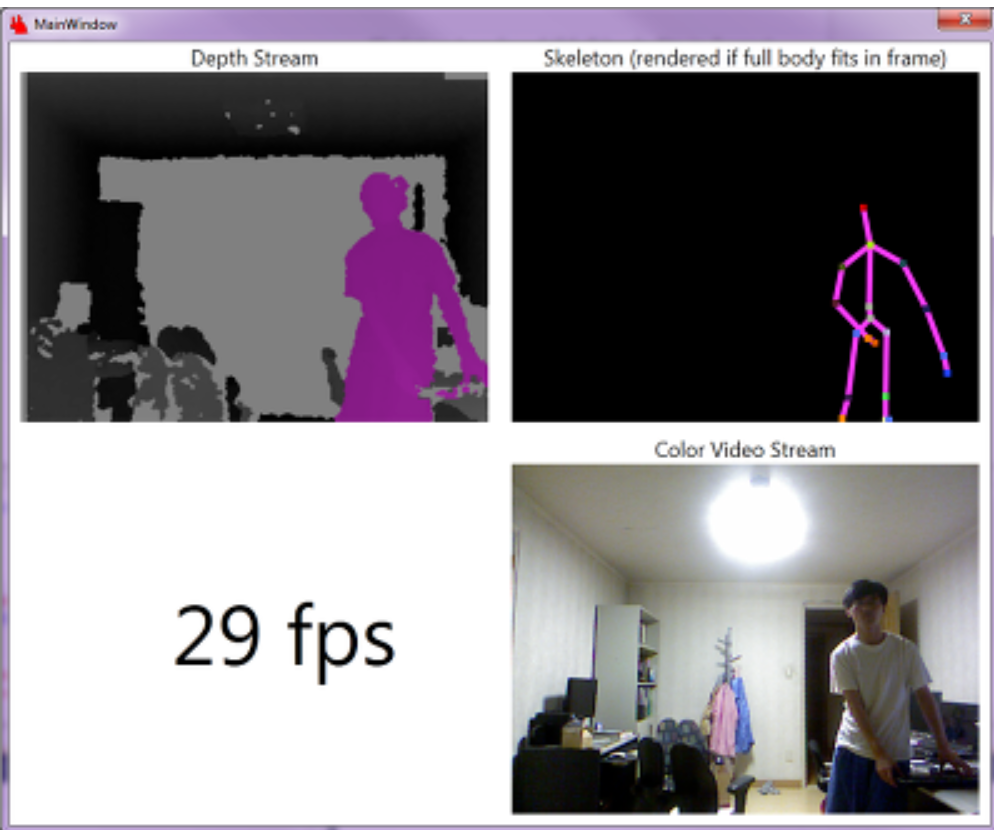 MainWindow
Depth Stream
Skeleton (rendered if full body fits in frame)
Color Video Stream
29 fps